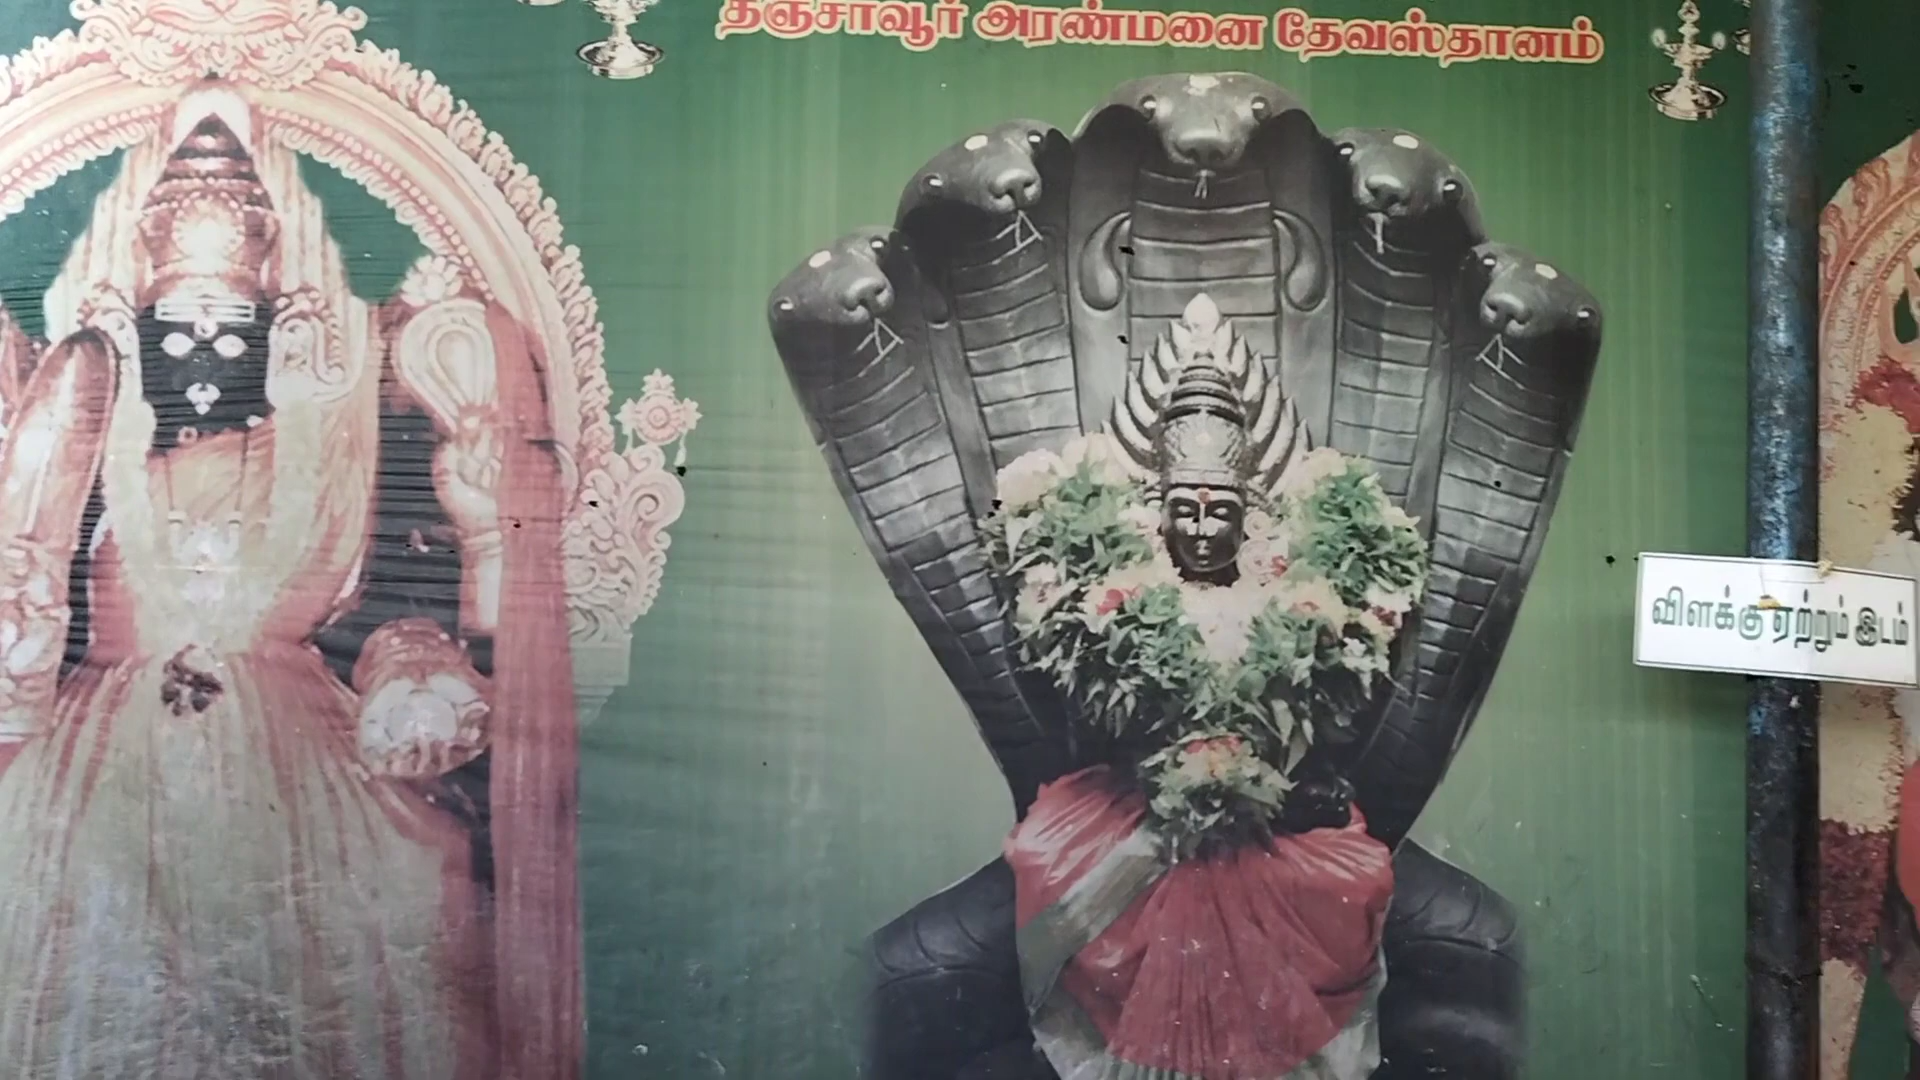 தஞ்சாவூர் அரண்மனை தேவஸ்தானம்
விளக்கு ஏற்றும் இடம்